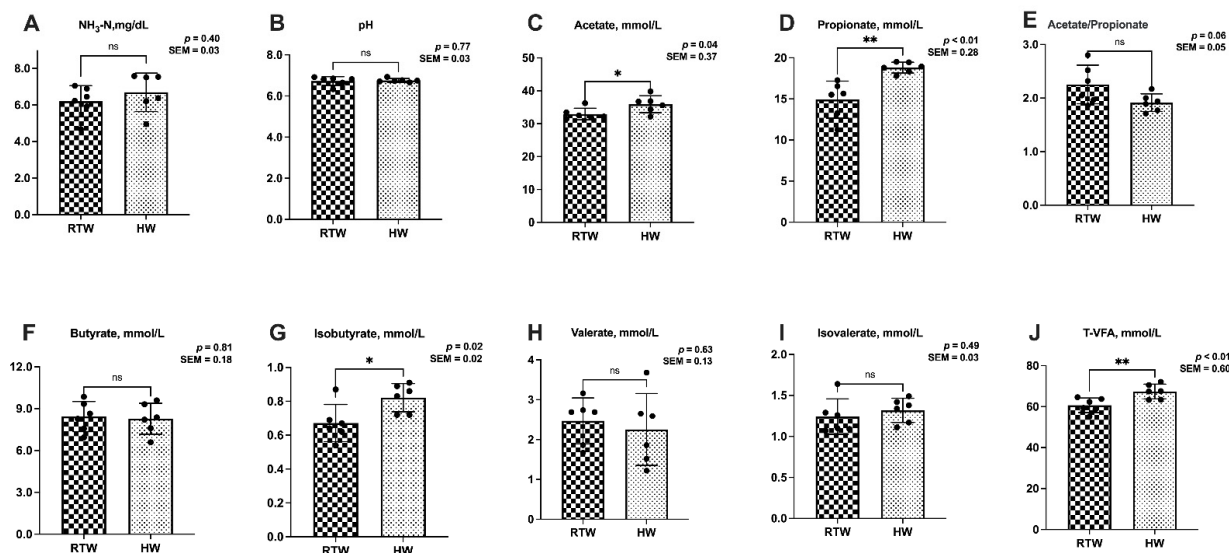 A
NH₃-N,mg/dL
p = 0.40
SEM = 0.03
ns
8.0
6.0
4.0
2.0
0.0
RTW
HW
B
pH
p = 0.77
SEM = 0.03
ns
8.0
6.0
4.0
2.0
0.0
RTW
HW
C
Acetate, mmol/L
p = 0.04
SEM = 0.37
*
50
40
30
20
10
0
RTW
HW
D
Propionate, mmol/L
p < 0.01
SEM = 0.28
**
20
15
10
5
0
RTW
HW
E
Acetate/Propionate
p = 0.06
SEM = 0.05
ns
3.0
2.0
1.0
0.0
RTW
HW
F
Butyrate, mmol/L
p = 0.81
SEM = 0.18
ns
12.0
9.0
6.0
3.0
0.0
RTW
HW
G
Isobutyrate, mmol/L
p = 0.02
SEM = 0.02
*
1.0
0.8
0.6
0.4
0.2
0.0
RTW
HW
H
Valerate, mmol/L
p = 0.63
SEM = 0.13
ns
4
3
2
1
0
RTW
HW
I
Isovalerate, mmol/L
p = 0.49
SEM = 0.03
ns
2.0
1.5
1.0
0.5
0.0
RTW
HW
J
T-VFA, mmol/L
p < 0.01
SEM = 0.60
**
80
60
40
20
0
RTW
HW